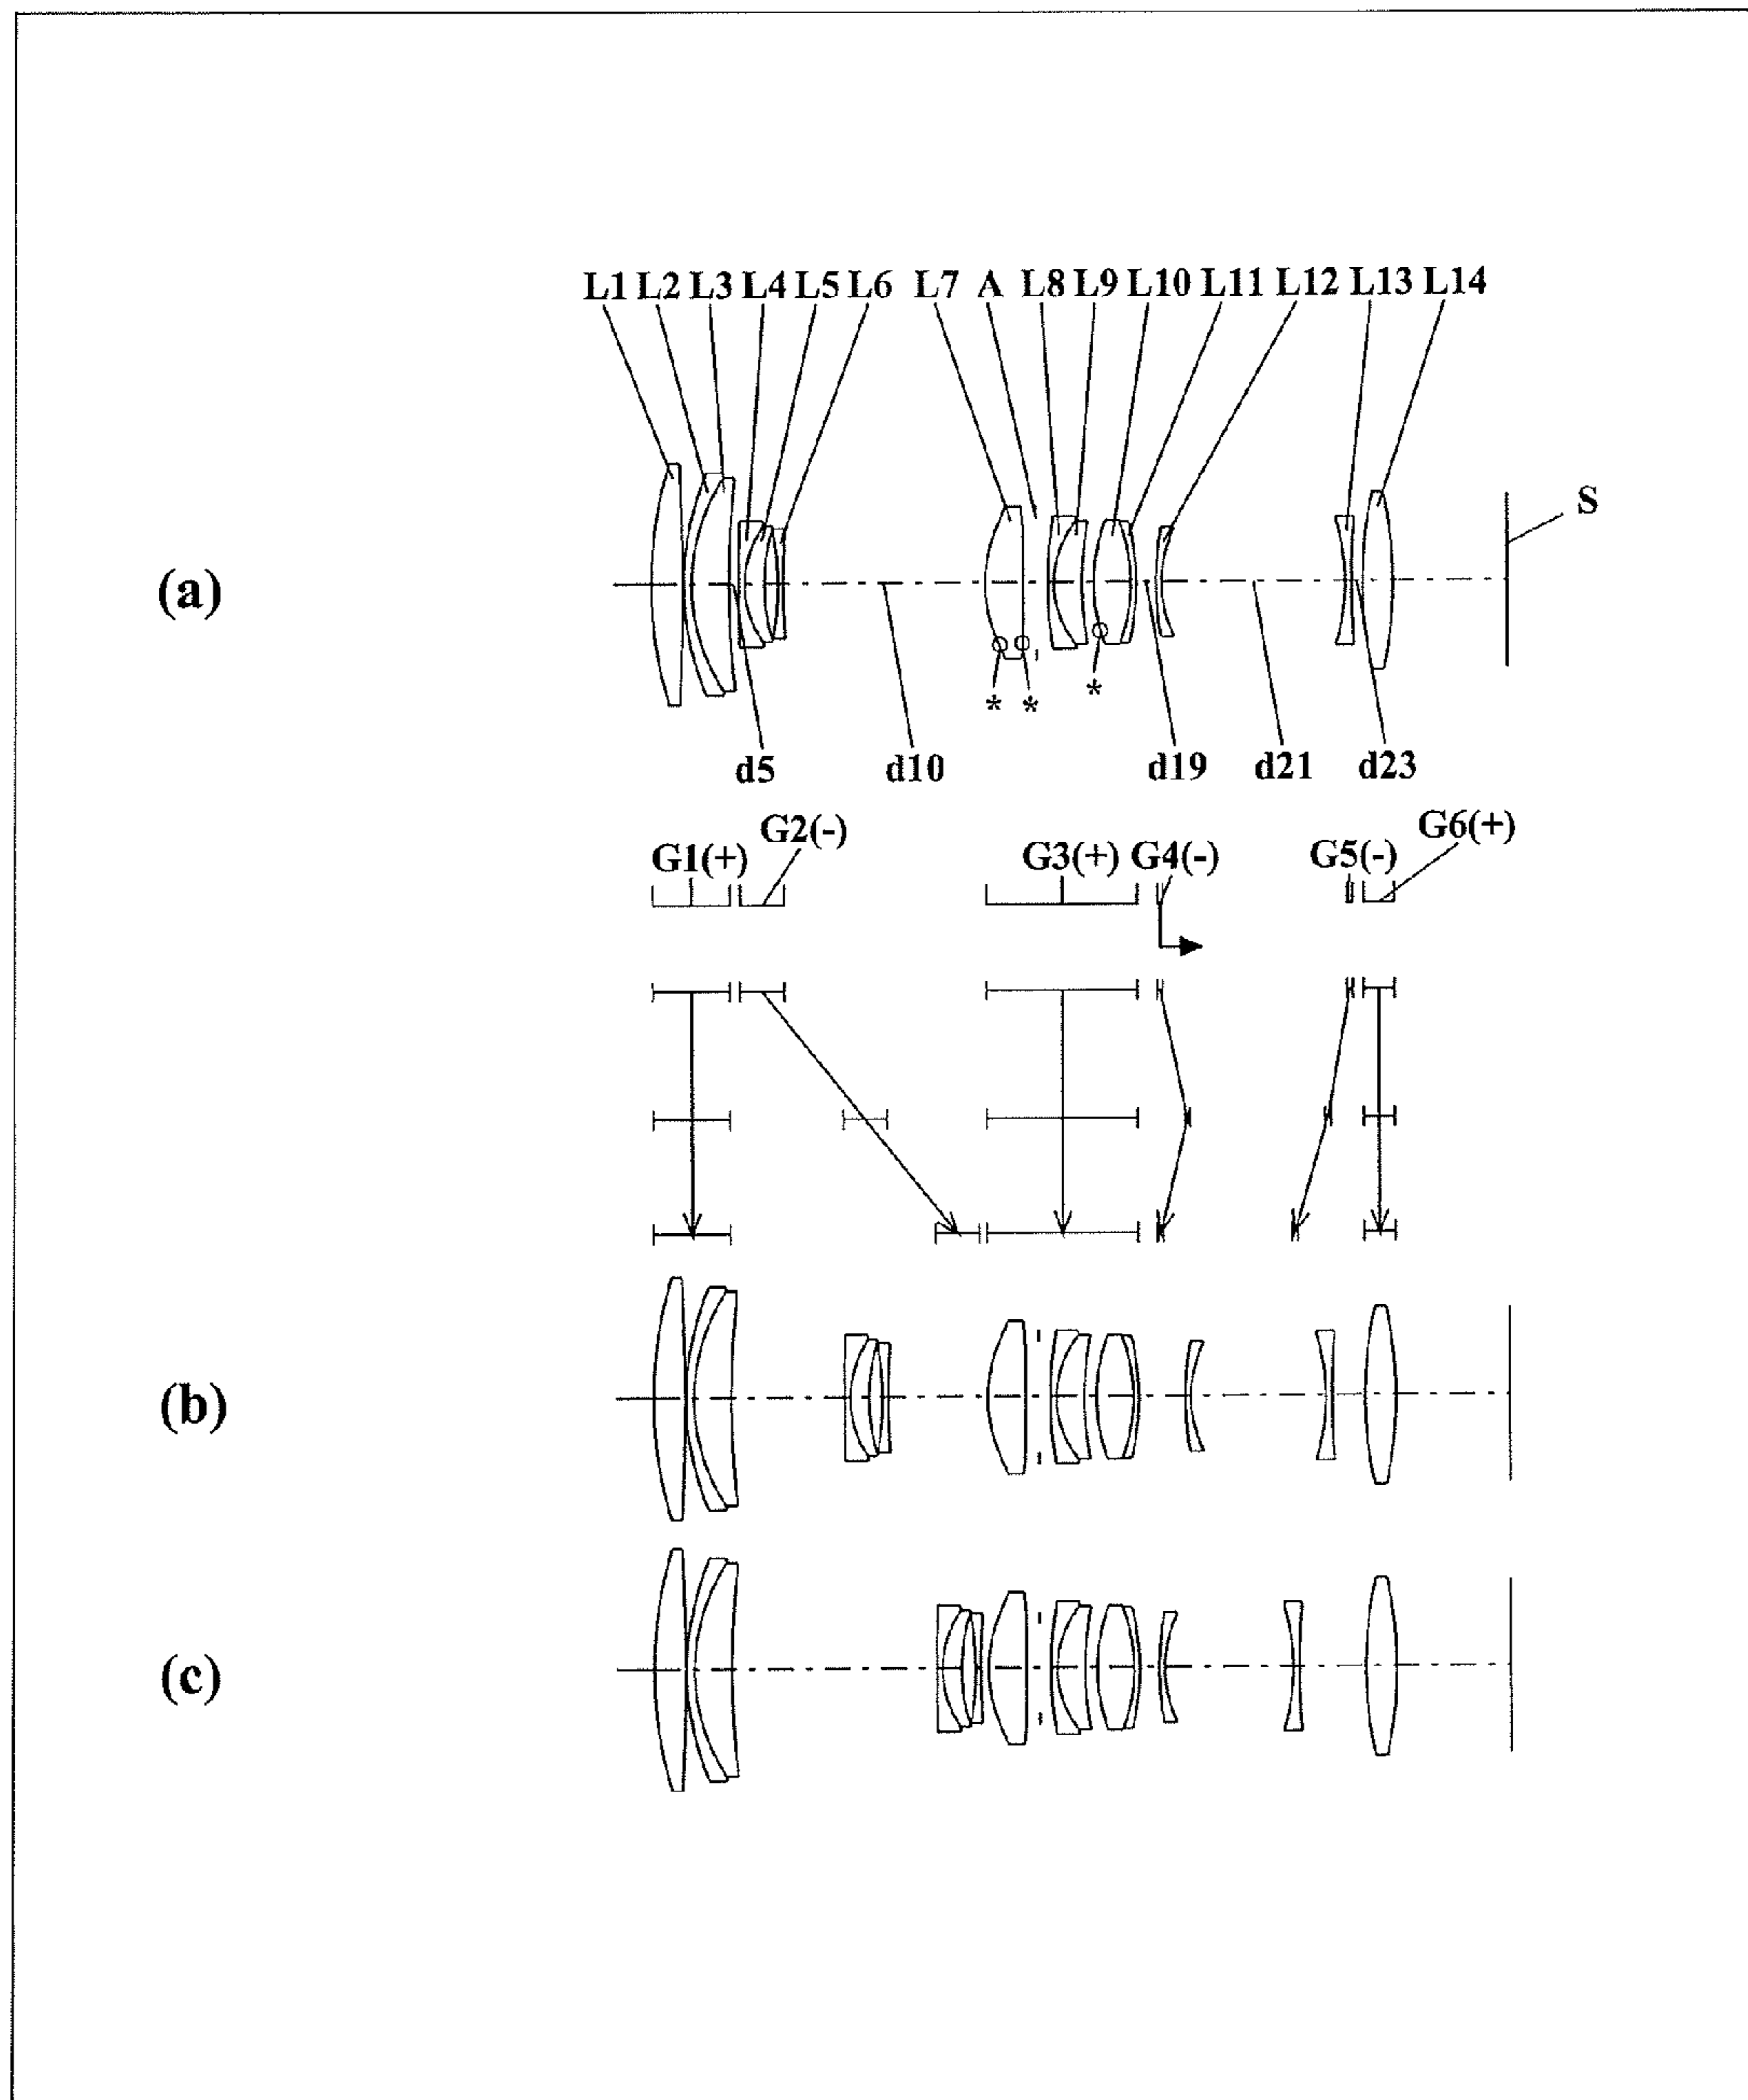 L1 L2 L3 L4 L5 L6 L7 A L8 L9 L10 L11 L12 L13 L14
S
(a)
* * *
d5 d10 d19 d21 d23
G1(+) G2(-) G3(+) G4(-) G5(-) G6(+)
(b)
(c)